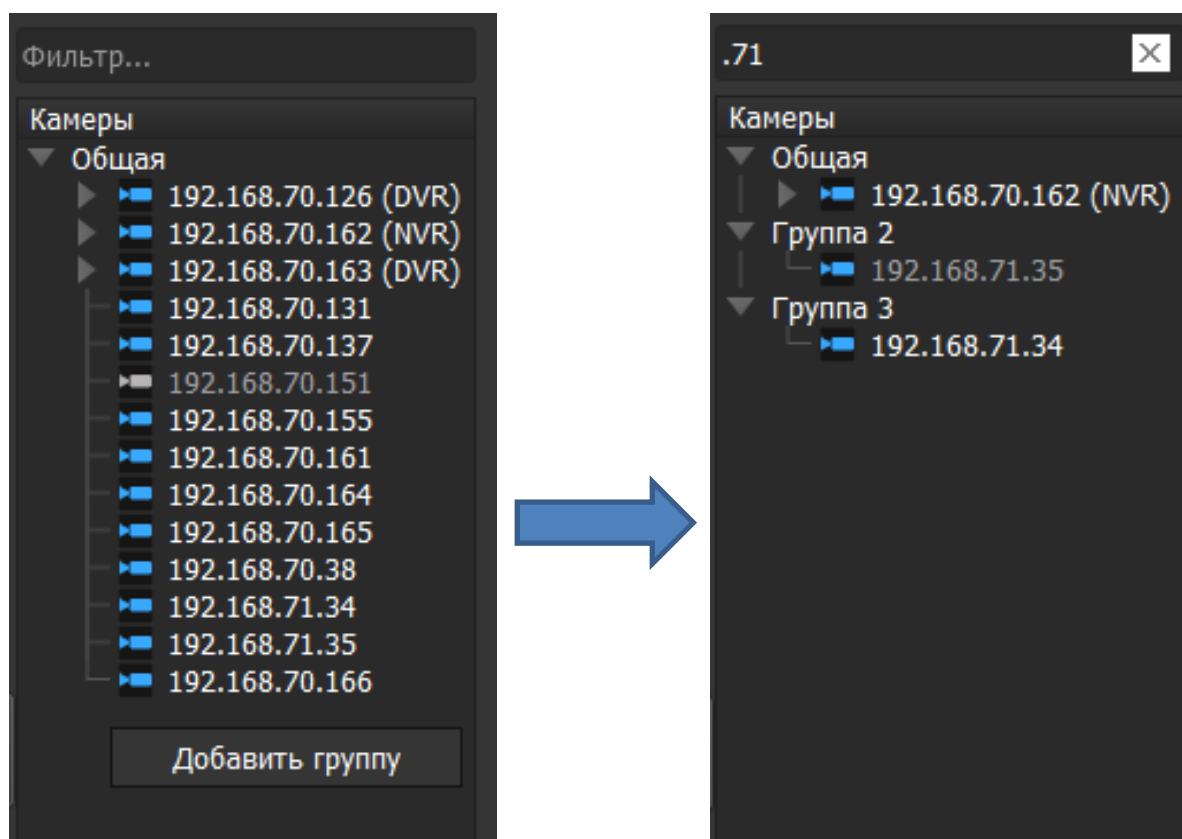 Фильтр...
Камеры
Общая
192.168.70.126 (DVR)
192.168.70.162 (NVR)
192.168.70.163 (DVR)
192.168.70.131
192.168.70.137
192.168.70.151
192.168.70.155
192.168.70.161
192.168.70.164
192.168.70.165
192.168.70.38
192.168.71.34
192.168.71.35
192.168.70.166
Добавить группу
.71
Камеры
Общая
192.168.70.162 (NVR)
Группа 2
192.168.71.35
Группа 3
192.168.71.34